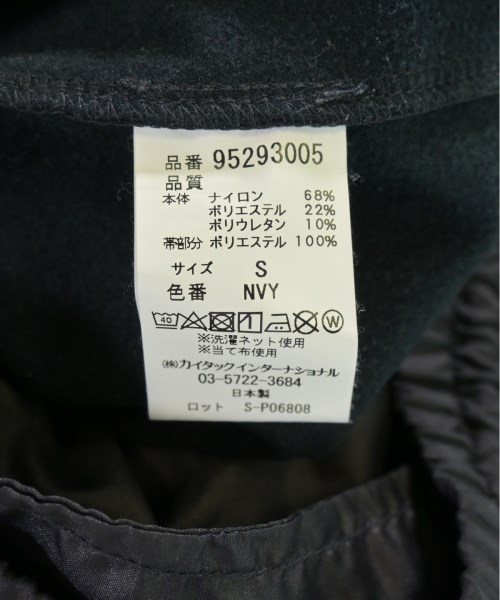 品番 95293005
品質
本体 ナイロン 68%
ポリエステル 22%
ポリウレタン 10%
帯部分 ポリエステル 100%
サイズ S
色番 NVY
40 W
※洗濯ネット使用
※当て布使用
㈱カイタックインターナショナル
03-5722-3684
日本製
ロット S-P06808